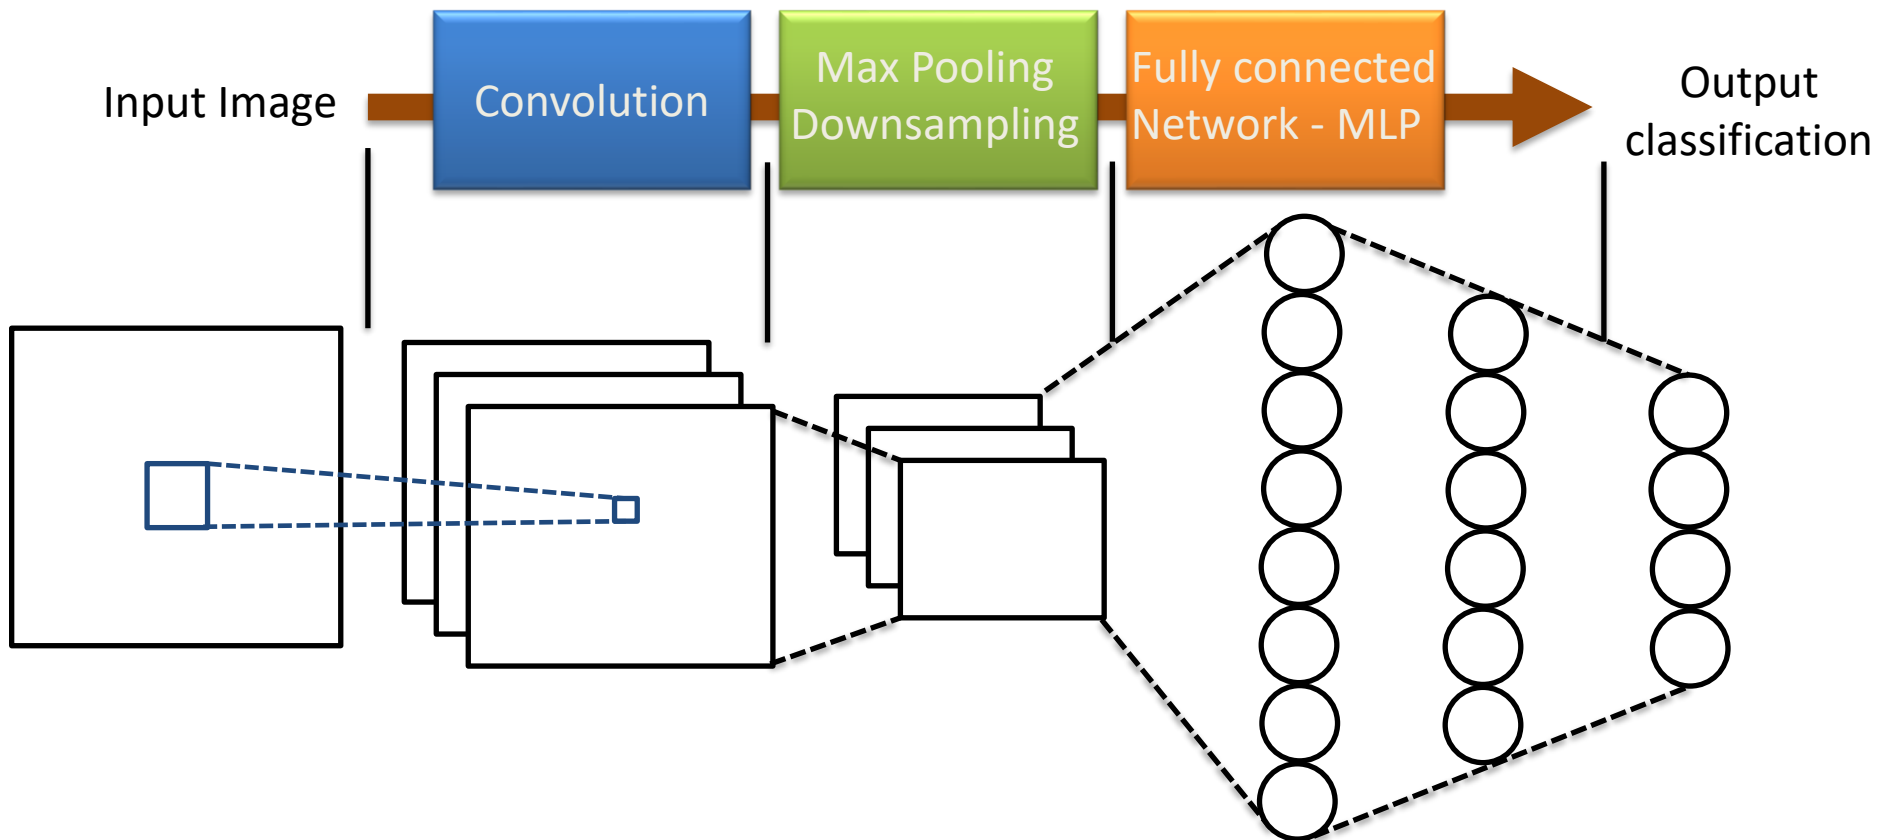 Input Image
Convolution
Max Pooling
Downsampling
Fully connected
Network - MLP
Output
classification